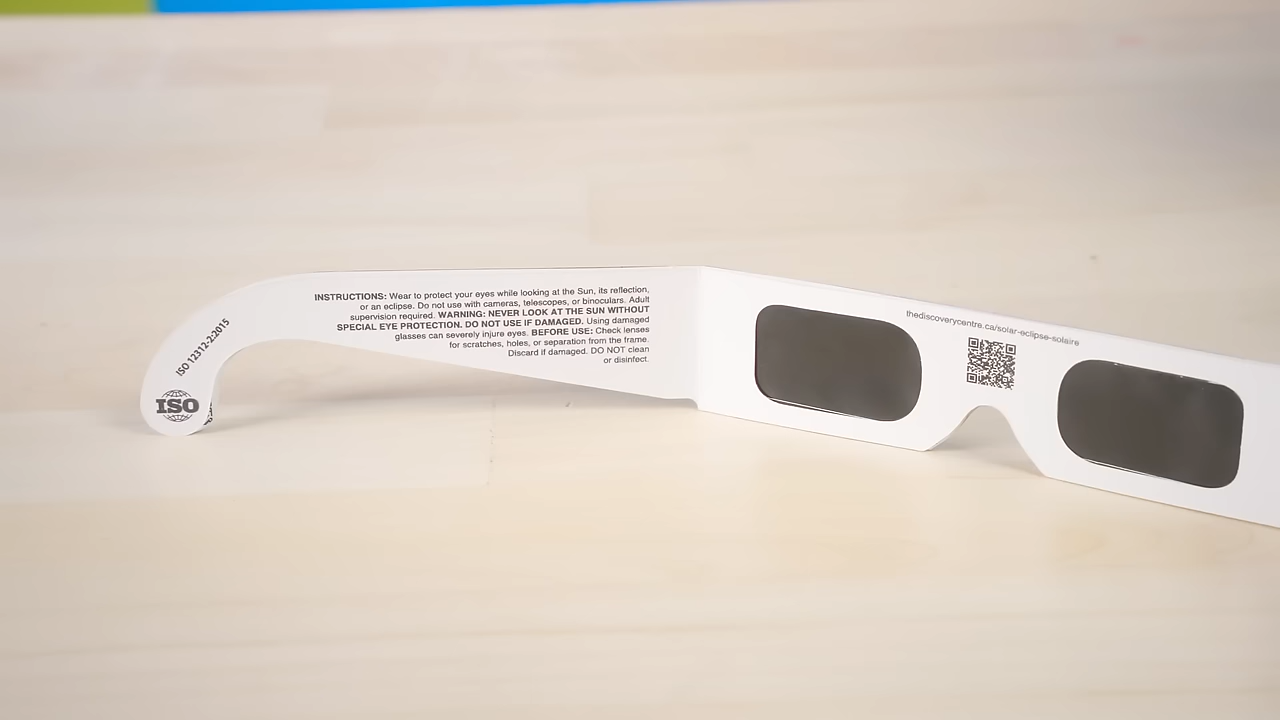 INSTRUCTIONS: Wear to protect your eyes while looking at the Sun, its reflection,
or an eclipse. Do not use with cameras, telescopes, or binoculars. Adult
supervision required. WARNING: NEVER LOOK AT THE SUN WITHOUT
SPECIAL EYE PROTECTION. DO NOT USE IF DAMAGED. Using damaged
glasses can severely injure eyes. BEFORE USE: Check lenses
for scratches, holes, or separation from the frame.
Discard if damaged. DO NOT clean
or disinfect.
ISO 12312-2:2015
ISO
thediscoverycentre.ca/solar-eclipse-solaire